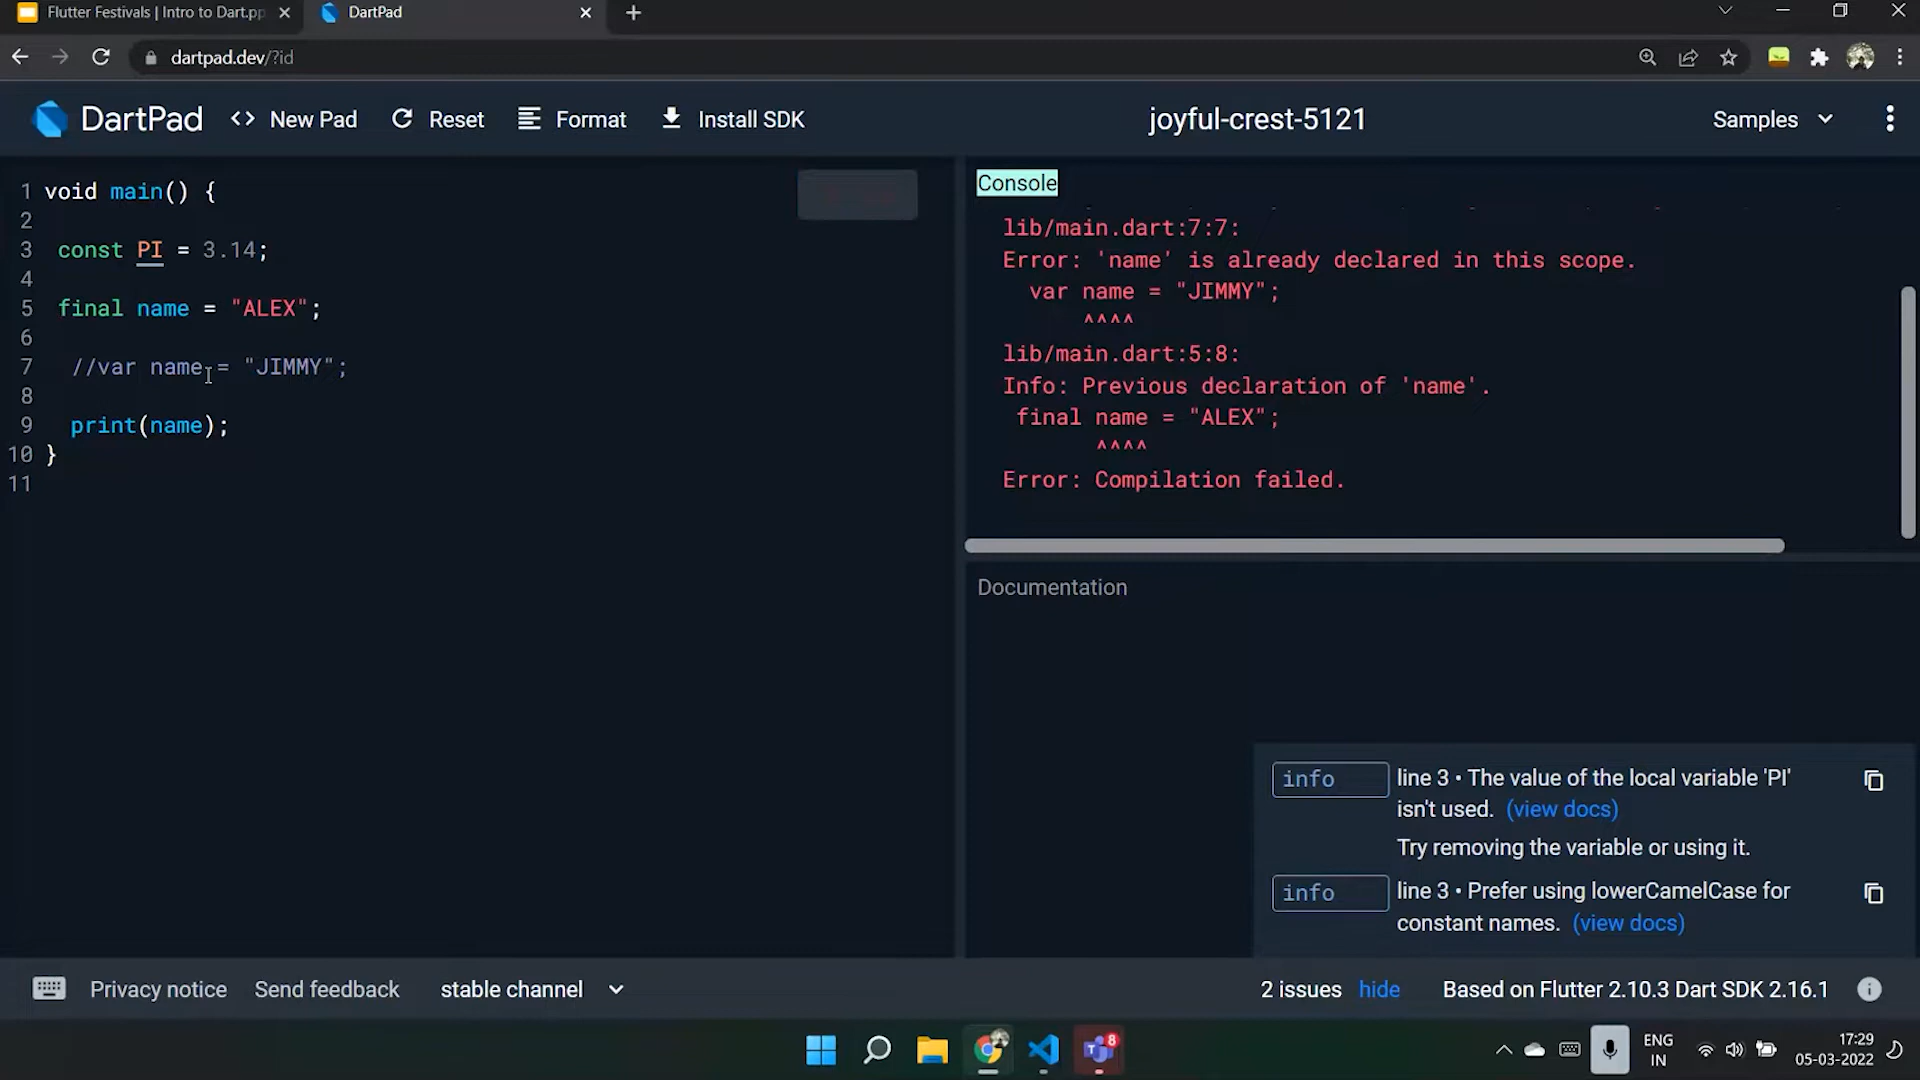 Flutter Festivals | Intro to Dart.pp
DartPad
dartpad.dev/?id
DartPad
<> New Pad
Reset
Format
Install SDK
joyful-crest-5121
Samples
1 void main() {
2
3 const PI = 3.14;
4
5 final name = "ALEX";
6
7 //var name = "JIMMY";
8
9 print(name);
10 }
11
Console
lib/main.dart:7:7:
Error: 'name' is already declared in this scope.
var name = "JIMMY";
^^^^
lib/main.dart:5:8:
Info: Previous declaration of 'name'.
final name = "ALEX";
^^^^
Error: Compilation failed.
Documentation
info line 3 • The value of the local variable 'PI'
isn't used. (view docs)
Try removing the variable or using it.
info line 3 • Prefer using lowerCamelCase for
constant names. (view docs)
Privacy notice
Send feedback
stable channel
2 issues hide
Based on Flutter 2.10.3 Dart SDK 2.16.1
8
ENG
IN
17:29
05-03-2022